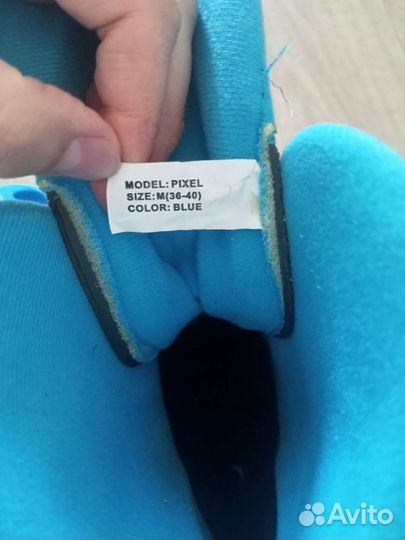 MODEL: PIXEL
SIZE: M(36-40)
COLOR: BLUE
Avito